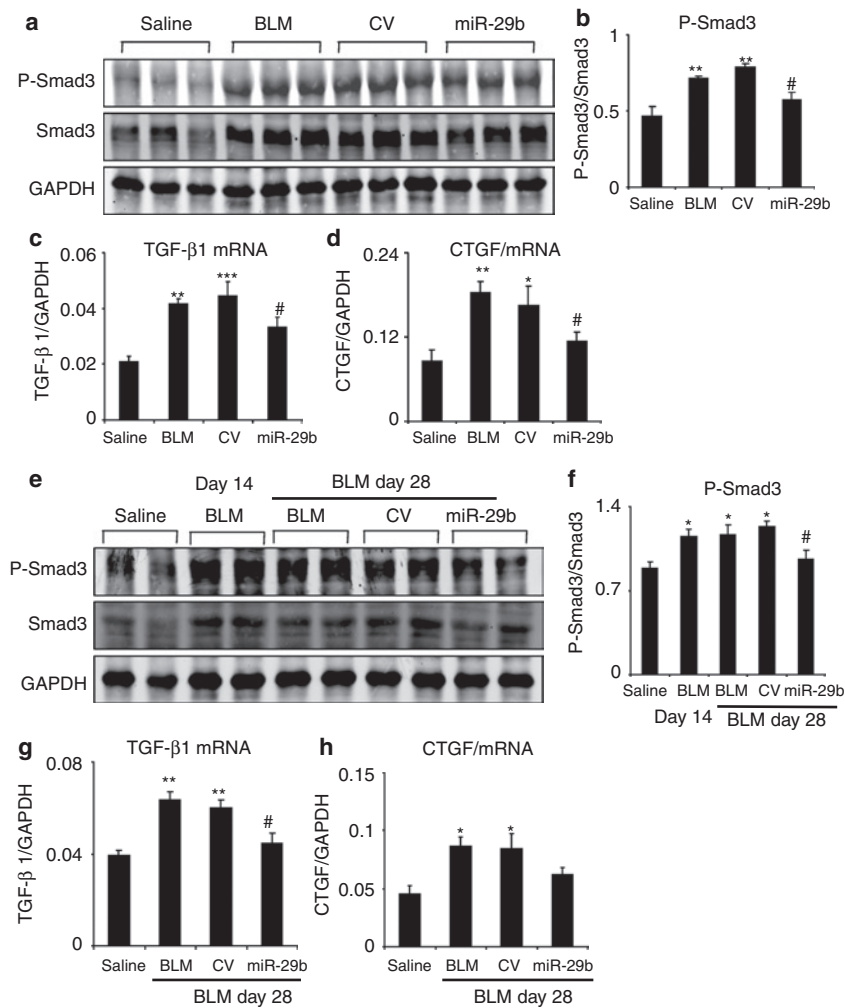 a
Saline BLM CV miR-29b
P-Smad3
Smad3
GAPDH
b
P-Smad3
P-Smad3/Smad3
1
0.5
0
** ** #
Saline BLM CV miR-29b
c
TGF-β1 mRNA
TGF-β 1/GAPDH
0.06
0.04
0.02
0
** *** #
Saline BLM CV miR-29b
d
CTGF/mRNA
CTGF/GAPDH
0.24
0.12
0
** * #
Saline BLM CV miR-29b
e
Day 14 BLM day 28
Saline BLM BLM CV miR-29b
P-Smad3
Smad3
GAPDH
f
P-Smad3
P-Smad3/Smad3
1.4
0.7
0
* * * #
Saline BLM BLM CV miR-29b
Day 14 BLM day 28
g
TGF-β1 mRNA
TGF-β 1/GAPDH
0.08
0.04
0
** ** #
Saline BLM CV miR-29b
BLM day 28
h
CTGF/mRNA
CTGF/GAPDH
0.15
0.1
0.05
0
* *
Saline BLM CV miR-29b
BLM day 28